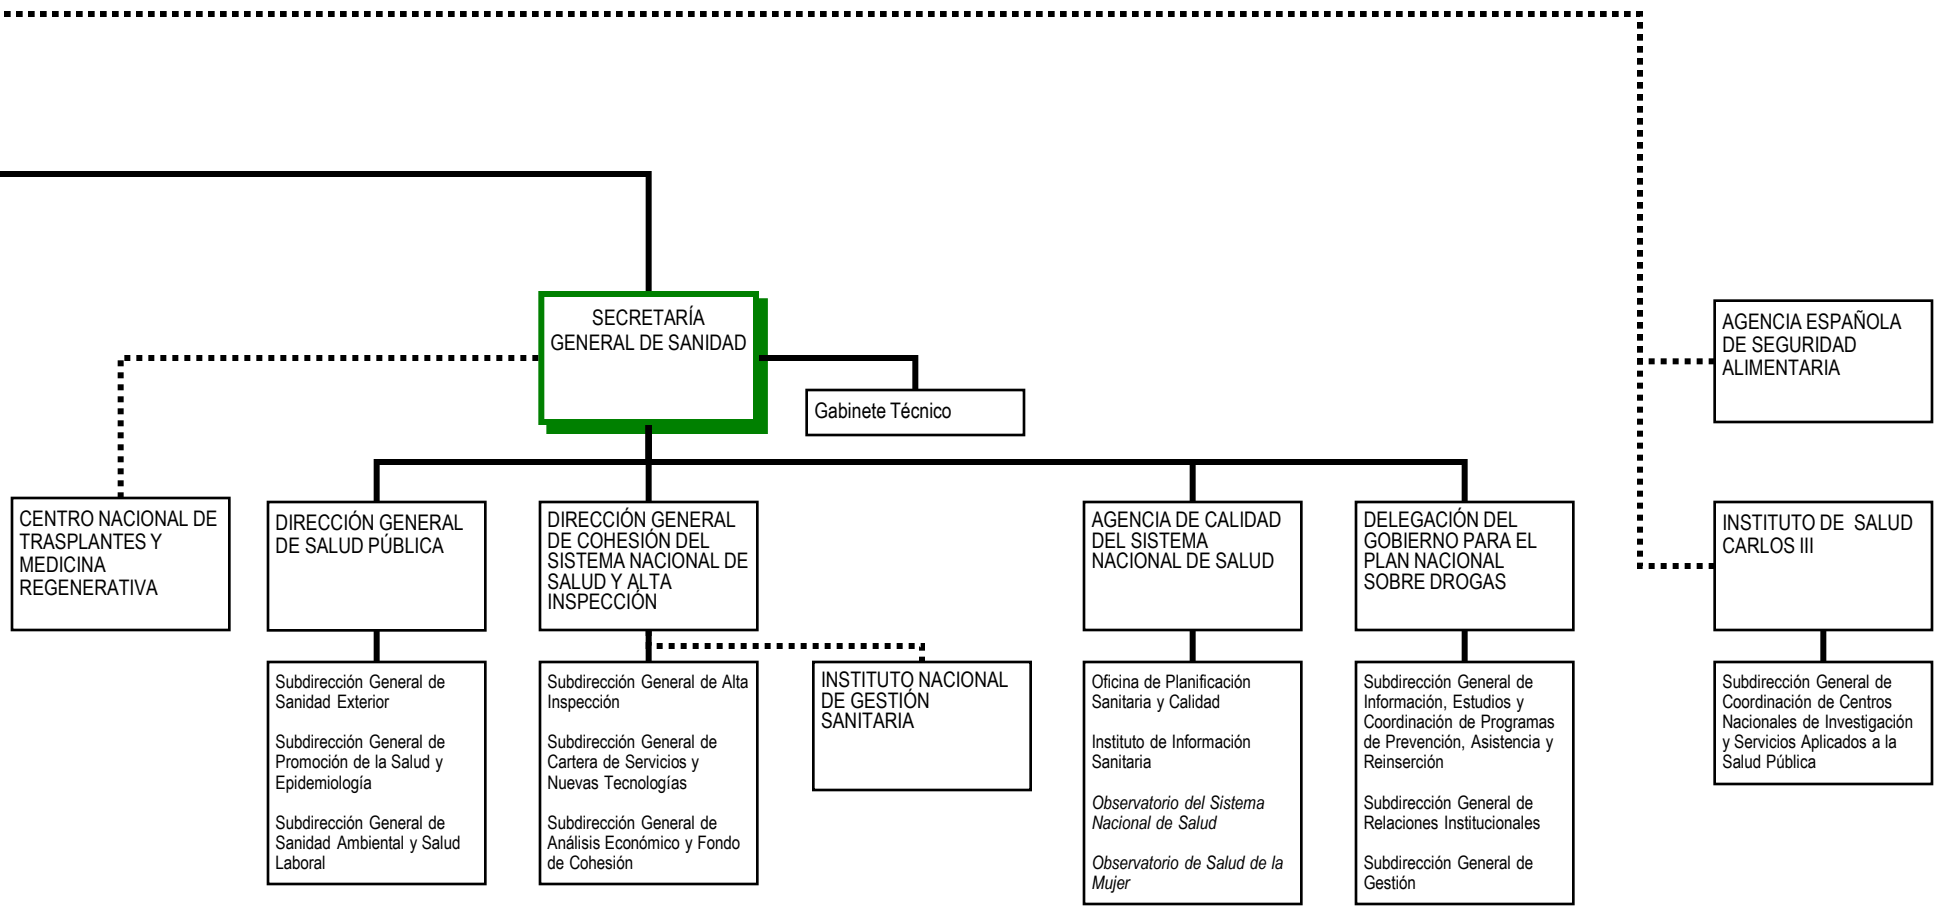 SECRETARÍA
GENERAL DE SANIDAD
Gabinete Técnico
AGENCIA ESPAÑOLA
DE SEGURIDAD
ALIMENTARIA
CENTRO NACIONAL DE
TRASPLANTES Y
MEDICINA
REGENERATIVA
DIRECCIÓN GENERAL
DE SALUD PÚBLICA
DIRECCIÓN GENERAL
DE COHESIÓN DEL
SISTEMA NACIONAL DE
SALUD Y ALTA
INSPECCIÓN
AGENCIA DE CALIDAD
DEL SISTEMA
NACIONAL DE SALUD
DELEGACIÓN DEL
GOBIERNO PARA EL
PLAN NACIONAL
SOBRE DROGAS
INSTITUTO DE SALUD
CARLOS III
Subdirección General de
Sanidad Exterior
Subdirección General de
Promoción de la Salud y
Epidemiología
Subdirección General de
Sanidad Ambiental y Salud
Laboral
Subdirección General de Alta
Inspección
Subdirección General de
Cartera de Servicios y
Nuevas Tecnologías
Subdirección General de
Análisis Económico y Fondo
de Cohesión
INSTITUTO NACIONAL
DE GESTIÓN
SANITARIA
Oficina de Planificación
Sanitaria y Calidad
Instituto de Información
Sanitaria
Observatorio del Sistema
Nacional de Salud
Observatorio de Salud de la
Mujer
Subdirección General de
Información, Estudios y
Coordinación de Programas
de Prevención, Asistencia y
Reinserción
Subdirección General de
Relaciones Institucionales
Subdirección General de
Gestión
Subdirección General de
Coordinación de Centros
Nacionales de Investigación
y Servicios Aplicados a la
Salud Pública